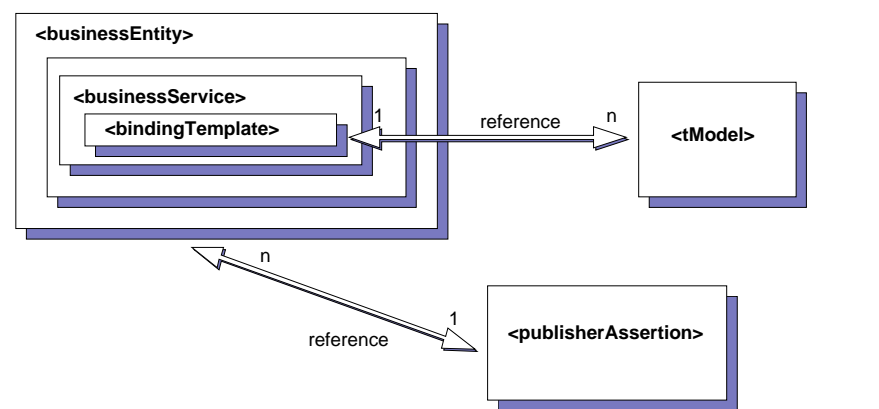 <businessEntity>
<businessService>
<bindingTemplate>
1
reference
n
<tModel>
n
reference
1
<publisherAssertion>